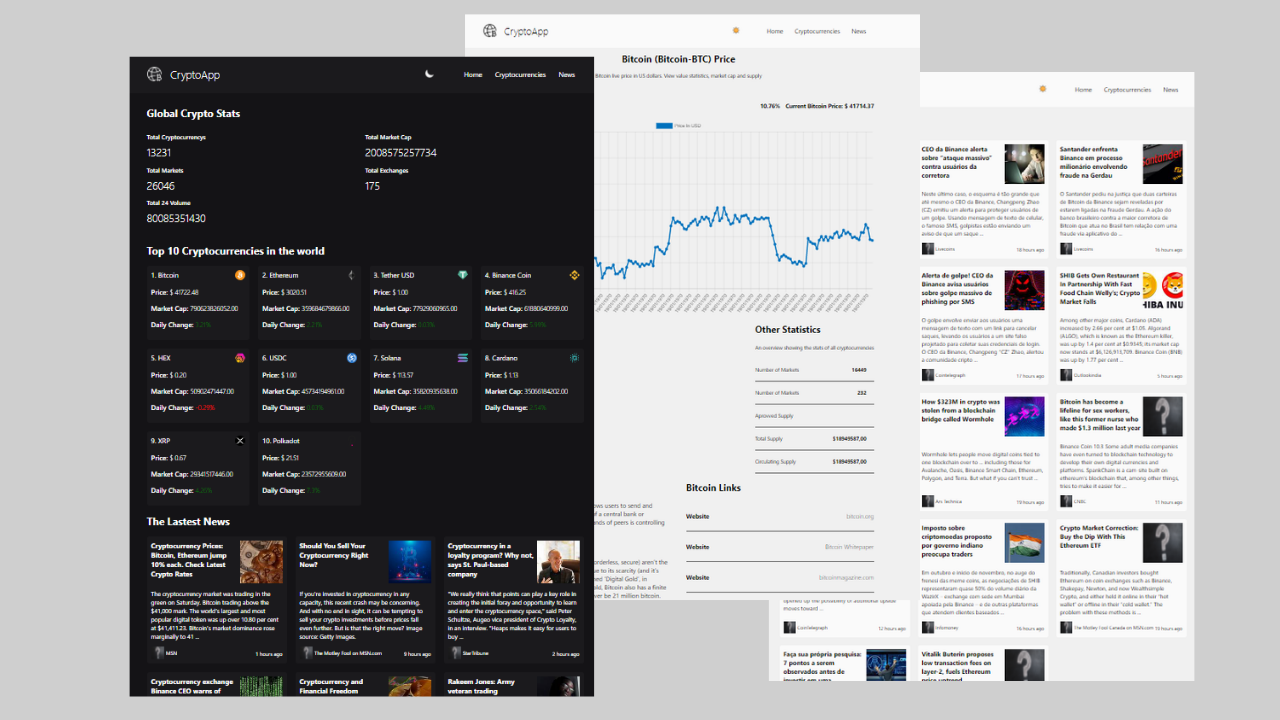 CryptoApp
Home Cryptocurrencies News
Global Crypto Stats
Total Cryptocurrecys
13231
Total Market Cap
2008575257734
Total Markets
26046
Total Exchanges
175
Total 24 Volume
80085351430
Top 10 Cryptocurrencies in the world
1. Bitcoin
Price: $ 41722.48
Market Cap: 790623826052.00
Daily Change:
2. Ethereum
Price: $ 3020.51
Market Cap: 359684679866.00
Daily Change:
3. Tether USD
Price: $ 1.00
Market Cap: 77929060965.00
Daily Change:
4. Binance Coin
Price: $ 416.25
Market Cap: 61880640999.00
Daily Change:
5. HEX
Price: $ 0.20
Market Cap: 50902471447.00
Daily Change: -0.29%
6. USDC
Price: $ 1.00
Market Cap: 45734194961.00
Daily Change:
7. Solana
Price: $ 113.57
Market Cap: 35820935638.00
Daily Change:
8. Cardano
Price: $ 1.13
Market Cap: 35056184202.00
Daily Change:
9. XRP
Price: $ 0.67
Market Cap: 29341517446.00
Daily Change:
10. Polkadot
Price: $ 21.51
Market Cap:
Daily Change:
The Lastest News
Cryptocurrency Prices:
Bitcoin, Ethereum jump
10% each. Check Latest
Crypto Rates
The cryptocurrency market was trading in the
green on Saturday. Bitcoin trading above the
$41,000 mark. The world's largest and most
popular digital token was up over 10.80 per cent
at $41,411.23. Bitcoin's market dominance rose
marginally to 41 ...
MSN 1 hours ago
Should You Sell Your
Cryptocurrency Right
Now?
If you're invested in cryptocurrency in any
capacity, this recent crash may be concerning.
And with no end in sight, it can be tempting to
sell your crypto investments before prices fall
even further. But is that the right move? Image
source: Getty Images.
The Motley Fool on MSN.com 9 hours ago
Cryptocurrency in a
loyalty program? Why not,
says St. Paul-based
company
"We really think that points can play a key role in
creating the initial foray and opportunity to learn
about the cryptocurrency space," said Peter
Schultze, Augeo vice president of Crypto Loyalty,
in an interview. "Heaps makes it easy for users to
buy ...
StarTribune 2 hours ago
Cryptocurrency exchange
Binance CEO warns of
Cryptocurrency and
Financial Freedom
Rakeem Jones: Army
veteran trading
CryptoApp
Home Cryptocurrencies News
Bitcoin (Bitcoin-BTC) Price
Bitcoin live price in US dollars. View value statistics, market cap and supply
10.76% Current Bitcoin Price: $ 41714.37
Price in USD
Other Statistics
An overview showing the stats of all cryptocurrencies
Number of Markets 16449
Number of Markets 232
Aprowed Supply
Total Supply $18949587,00
Circulating Supply $18949587,00
Bitcoin Links
Website bitcoin.org
Website Bitcoin Whitepaper
Website bitcoinmagazine.com
ows users to send and
of a central bank or
ands of peers is controlling
orderless, secure) aren't the
ue to its scarcity (and it's
ned 'Digital Gold'. In
ld, Bitcoin also has a finite
ver be 21 million bitcoin.
Home Cryptocurrencies News
CEO da Binance alerta
sobre "ataque massivo"
contra usuários da
corretora
Neste último caso, o esquema é tão grande que
até mesmo o CEO da Binance, Changpeng Zhao
(CZ) emitiu um alerta para proteger usuários de
um golpe. Usando mensagem de texto de celular,
o famoso SMS, golpistas estão enviando um
aviso de que um saque ...
Livecoins 18 hours ago
Santander enfrenta
Binance em processo
milionário envolvendo
fraude na Gerdau
O Santander pediu na justiça que duas carteiras
de Bitcoin da Binance sejam reveladas por
estarem ligadas na fraude Gerdau. A ação do
banco brasileiro contra a maior corretora de
Bitcoin que atua no Brasil tem relação com uma
fraude via aplicativo do ...
Livecoins 16 hours ago
Alerta de golpe! CEO da
Binance avisa usuários
sobre golpe massivo de
phishing por SMS
O golpe envolve enviar aos usuários uma
mensagem de texto com um link para cancelar
saques, levando os usuários a um site falso
projetado para coletar suas credenciais de login.
O CEO da Binance, Changpeng "CZ" Zhao, alertou
a comunidade cripto ...
Cointelegraph 17 hours ago
SHIB Gets Own Restaurant
In Partnership With Fast
Food Chain Welly's; Crypto
Market Falls
HIBA INU
Among other major coins, Cardano (ADA)
increased by 2.66 per cent at $1.05. Algorand
(ALGO), which is known as the Ethereum killer,
was up by 1.4 per cent at $0.9345; its market cap
now stands at $6,126,911,709. Binance Coin (BNB)
was up by 1.77 per cent ...
Outlookindia 5 hours ago
How $323M in crypto was
stolen from a blockchain
bridge called Wormhole
Wormhole lets people move digital coins tied to
one blockchain over to ... including those for
Avalanche, Oasis, Binance Smart Chain, Ethereum,
Polygon, and Terra. But what if you can't trust ...
Ars Technica 19 hours ago
Bitcoin has become a
lifeline for sex workers,
like this former nurse who
made $1.3 million last year
Binance Coin 10.3 Some adult media companies
have even turned to blockchain technology to
develop their own digital currencies and
platforms. SpankChain is a cam site built on
ethereum's blockchain that, among other things,
tries to make it easier for ...
CNBC 11 hours ago
Imposto sobre
criptomoedas proposto
por governo indiano
preocupa traders
Em outubro e início de novembro, no auge do
frenesi das meme coins, as negociações de SHIB
representaram quase 50% do volume diário da
WazirX - exchange com sede em Mumbai
apoiada pela Binance - e de outras plataformas
que atendem clientes baseados ...
Infomoney 16 hours ago
Crypto Market Correction:
Buy the Dip With This
Ethereum ETF
Traditionally, Canadian investors bought
Ethereum on coin exchanges such as Binance,
Shakepay, Newton, and now Wealthsimple
Crypto, and either held it online in their "hot
wallet" or offline in their "cold wallet." The
problem with these methods is ...
The Motley Fool Canada on MSN.com 10 hours ago
opened up the possibility of additional upside
moves toward ...
Cointelegraph 12 hours ago
Faça sua própria pesquisa:
7 pontos a serem
observados antes de
investir em uma
Vitalik Buterin proposes
low transaction fees on
layer-2, fuels Ethereum
price uptrend